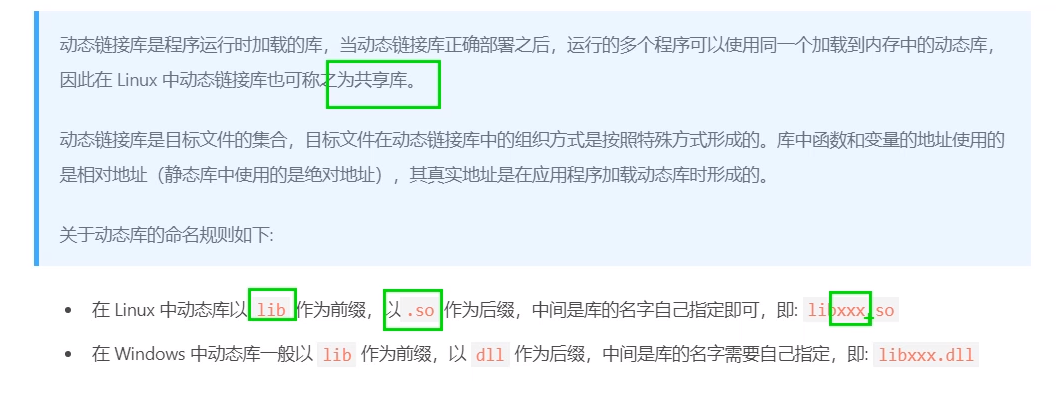 动态链接库是程序运行时加载的库，当动态链接库正确部署之后，运行的多个程序可以使用同一个加载到内存中的动态库，
因此在 Linux 中动态链接库也可称之为共享库。
动态链接库是目标文件的集合，目标文件在动态链接库中的组织方式是按照特殊方式形成的。库中函数和变量的地址使用的
是相对地址（静态库中使用的是绝对地址），其真实地址是在应用程序加载动态库时形成的。
关于动态库的命名规则如下:
在 Linux 中动态库以 lib 作为前缀，以 .so 作为后缀，中间是库的名字自己指定即可，即: libxxx.so
在 Windows 中动态库一般以 lib 作为前缀，以 dll 作为后缀，中间是库的名字需要自己指定，即: libxxx.dll